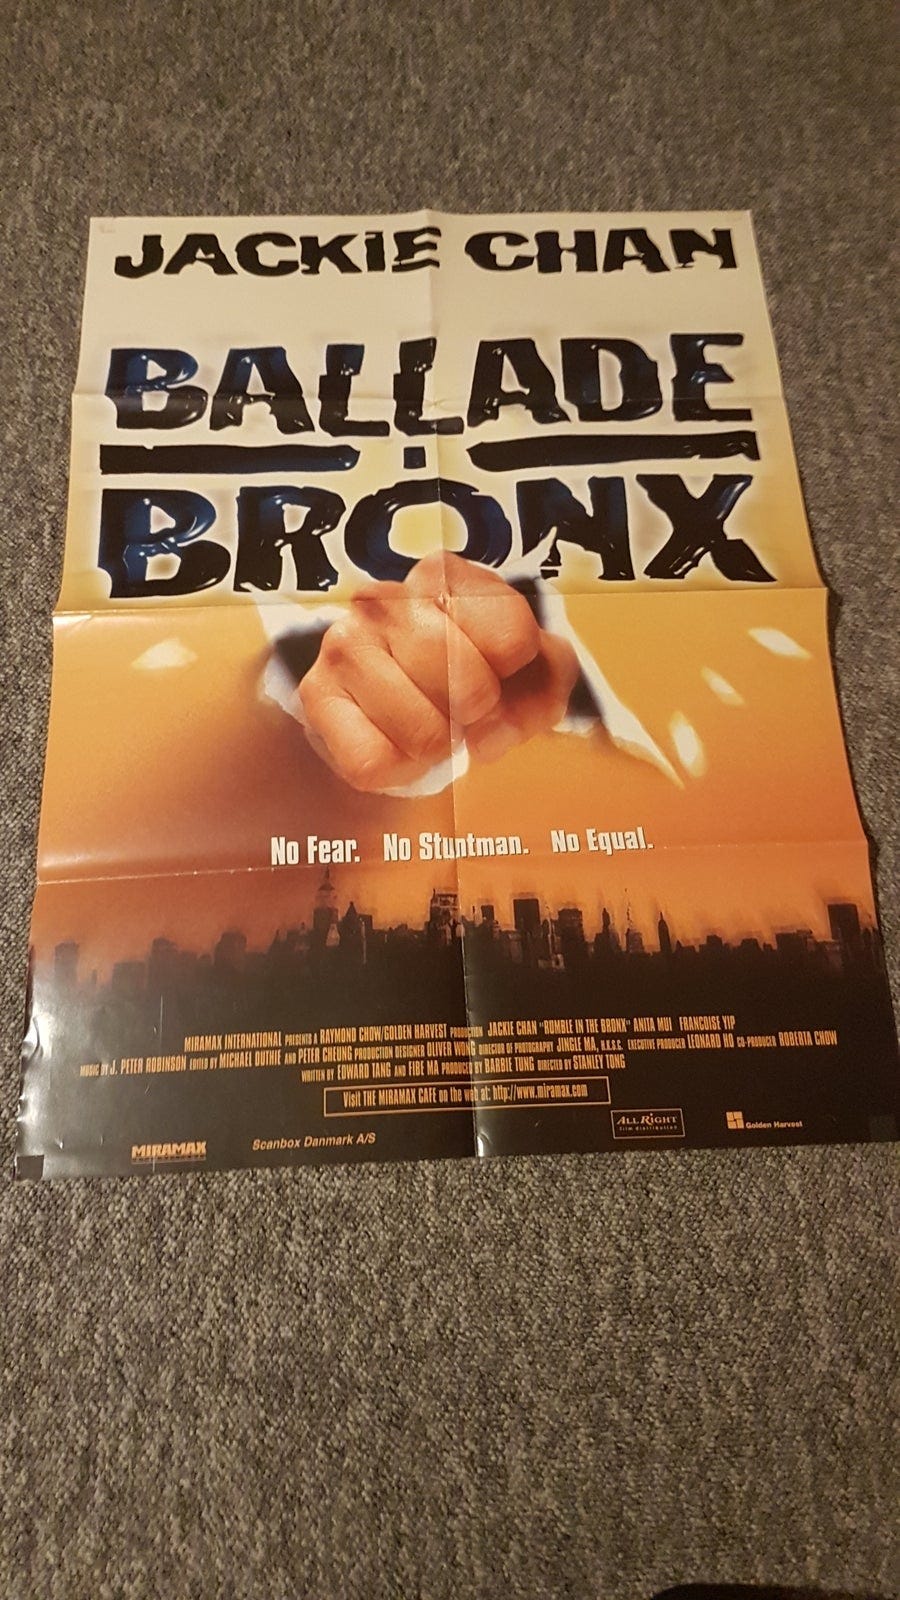 JACKIE CHAN
BALLADE
I
BRONX
No Fear. No Stuntman. No Equal.
MIRAMAX INTERNATIONAL PRESENTS A RAYMOND CHOW/GOLDEN HARVEST PRODUCTION JACKIE CHAN "RUMBLE IN THE BRONX" ANITA MUI FRANCOISE YIP
MUSIC BY J. PETER ROBINSON EDITED BY MICHAEL DUTHIE AND PETER CHEUNG PRODUCTION DESIGNER OLIVER WONG DIRECTOR OF PHOTOGRAPHY JINGLE MA, H.K.S.C. EXECUTIVE PRODUCER LEONARD HO CO-PRODUCER ROBERTA CHOW
WRITTEN BY EDWARD TANG AND FIBE MA PRODUCED BY BARBIE TUNG DIRECTED BY STANLEY TONG
Visit THE MIRAMAX CAFE on the web at: http://www.miramax.com
MIRAMAX
Scanbox Danmark A/S
ALL RIGHT
film distribution
Golden Harvest